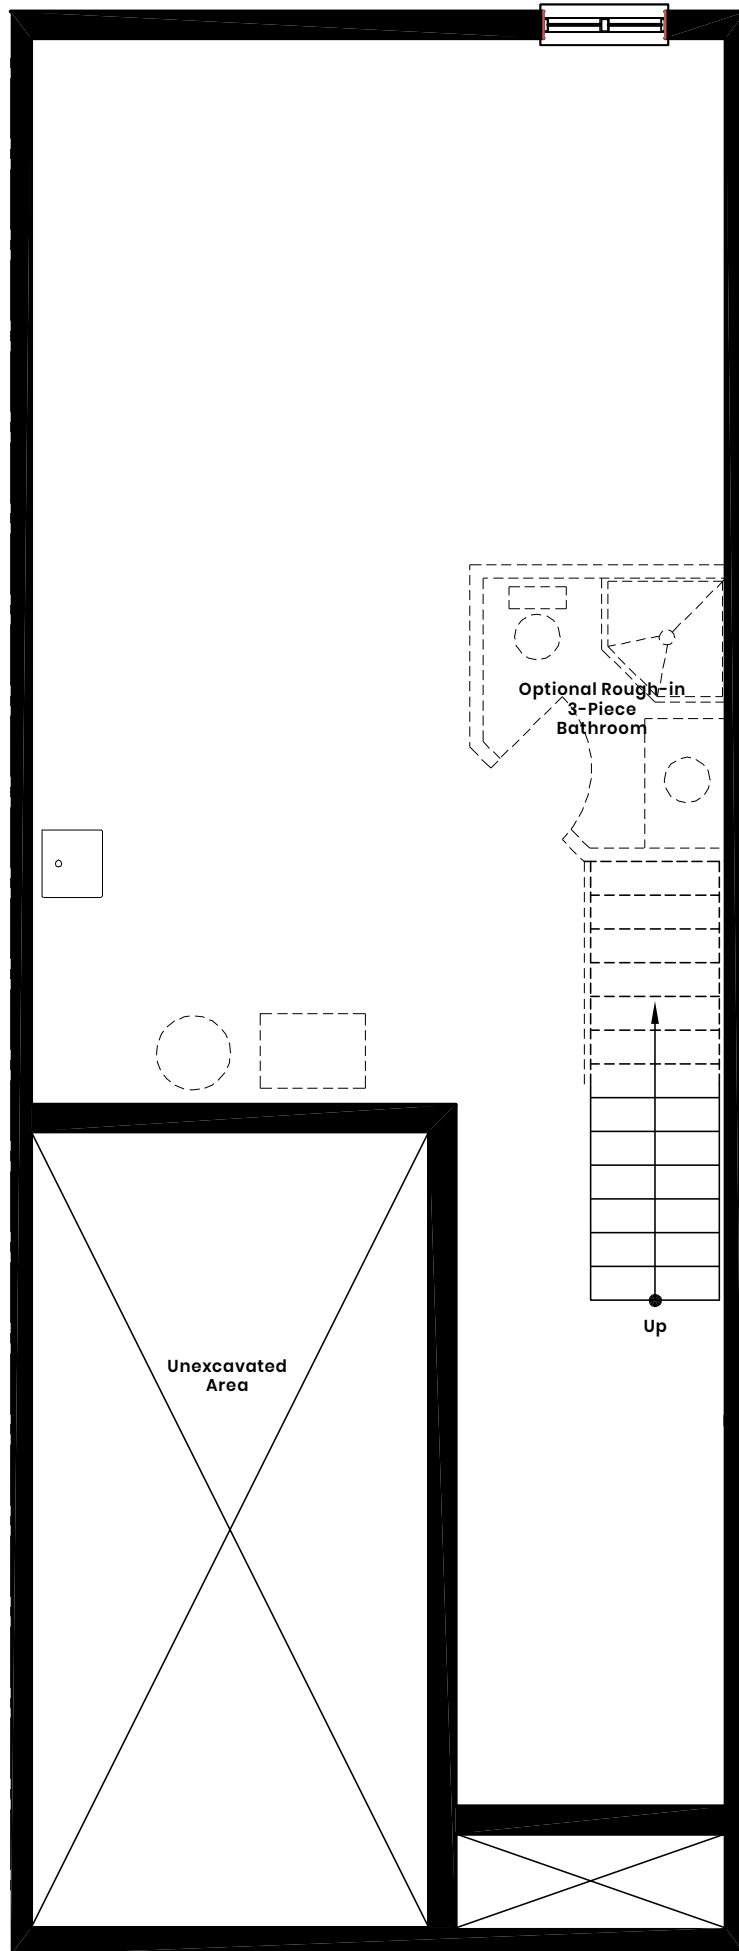 Optional Rough-in
3-Piece
Bathroom
Up
Unexcavated
Area